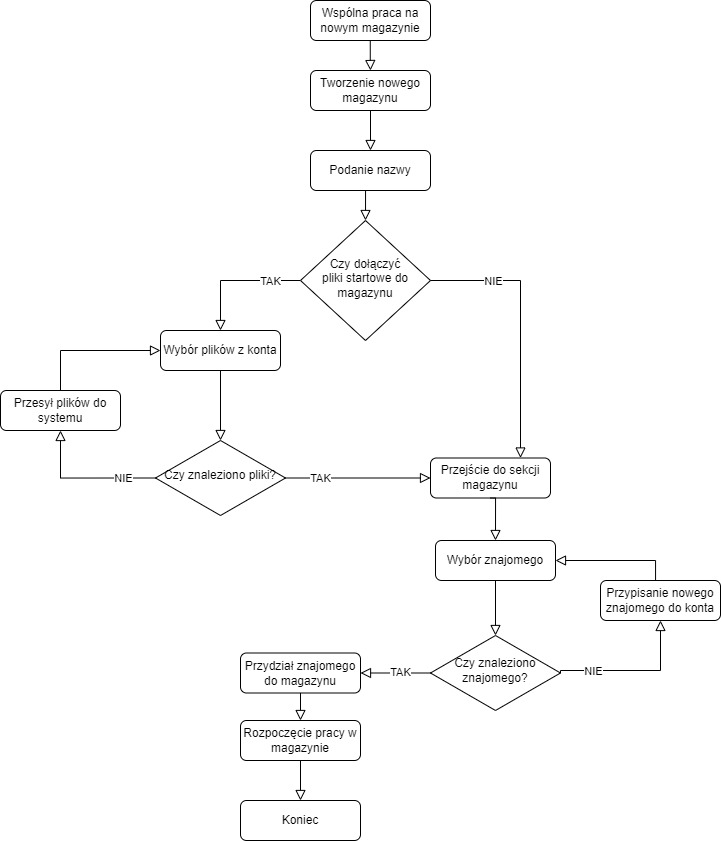 Wspólna praca na
nowym magazynie
Tworzenie nowego
magazynu
Podanie nazwy
Czy dołączyć
pliki startowe do
magazynu
TAK
NIE
Wybór plików z konta
Przesył plików do
systemu
Czy znaleziono pliki?
NIE
TAK
Przejście do sekcji
magazynu
Wybór znajomego
Przypisanie nowego
znajomego do konta
Czy znaleziono
znajomego?
TAK
NIE
Przydział znajomego
do magazynu
Rozpoczęcie pracy w
magazynie
Koniec